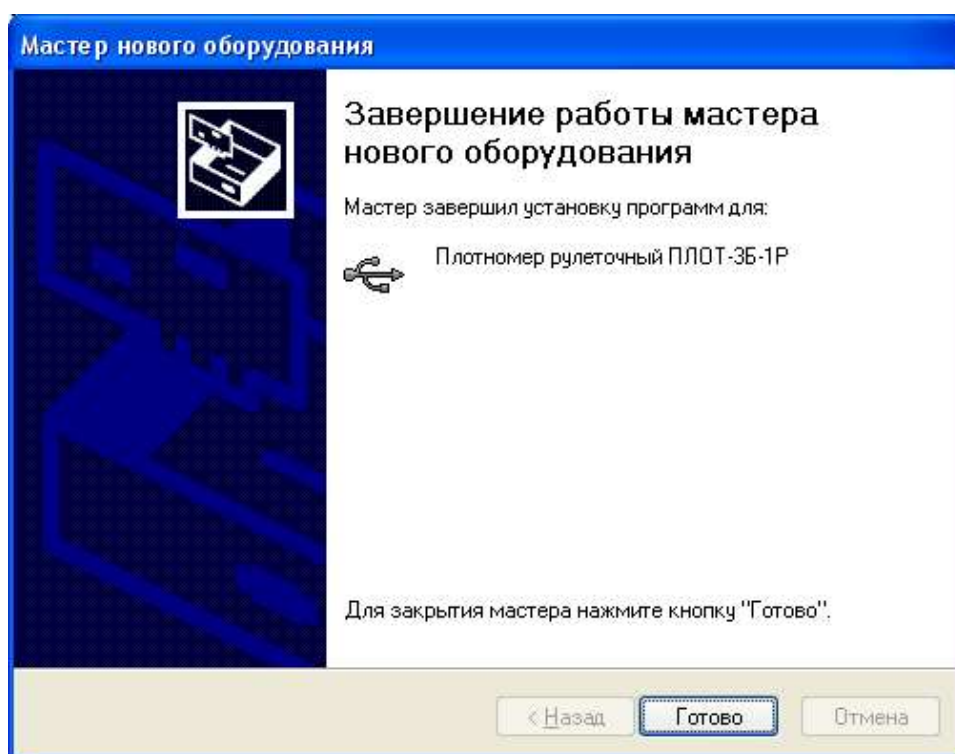 Мастер нового оборудования
Завершение работы мастера
нового оборудования
Мастер завершил установку программ для:
Плотномер рулеточный ПЛОТ-3Б-1Р
Для закрытия мастера нажмите кнопку "Готово".
< Назад Готово Отмена